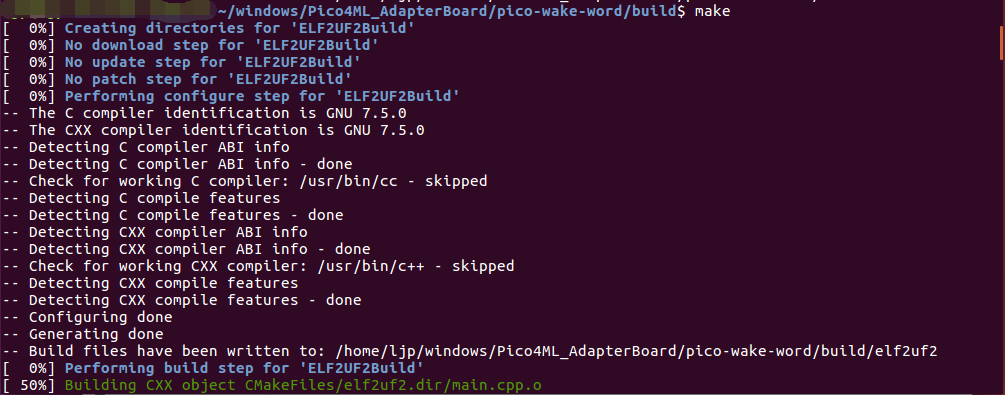 ~/windows/Pico4ML_AdapterBoard/pico-wake-word/build$ make
[  0%] Creating directories for 'ELF2UF2Build'
[  0%] No download step for 'ELF2UF2Build'
[  0%] No update step for 'ELF2UF2Build'
[  0%] No patch step for 'ELF2UF2Build'
[  0%] Performing configure step for 'ELF2UF2Build'
-- The C compiler identification is GNU 7.5.0
-- The CXX compiler identification is GNU 7.5.0
-- Detecting C compiler ABI info
-- Detecting C compiler ABI info - done
-- Check for working C compiler: /usr/bin/cc - skipped
-- Detecting C compile features
-- Detecting C compile features - done
-- Detecting CXX compiler ABI info
-- Detecting CXX compiler ABI info - done
-- Check for working CXX compiler: /usr/bin/c++ - skipped
-- Detecting CXX compile features
-- Detecting CXX compile features - done
-- Configuring done
-- Generating done
-- Build files have been written to: /home/ljp/windows/Pico4ML_AdapterBoard/pico-wake-word/build/elf2uf2
[  0%] Performing build step for 'ELF2UF2Build'
[ 50%] Building CXX object CMakeFiles/elf2uf2.dir/main.cpp.o